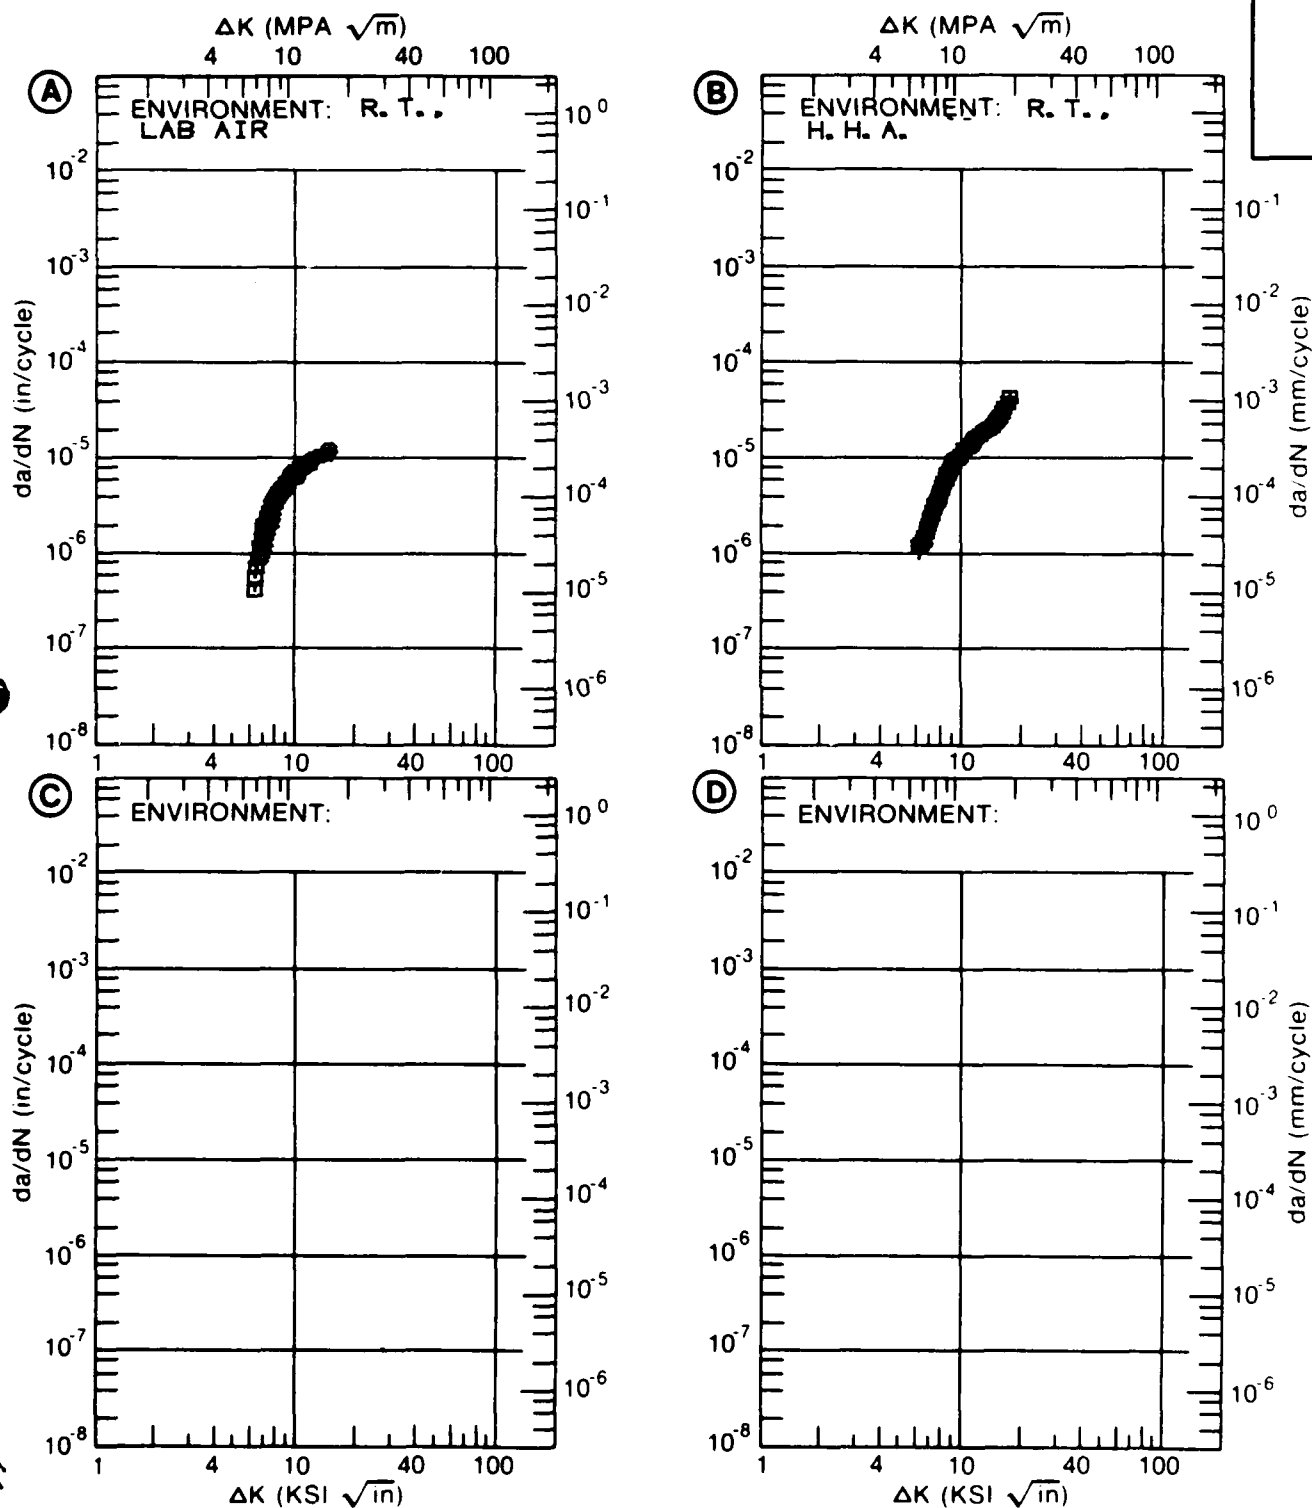 ΔK (MPA √m)
4 10 40 100
A
ENVIRONMENT: R. T.,
LAB AIR
da/dN (in/cycle)
10⁻²
10⁻³
10⁻⁴
10⁻⁵
10⁻⁶
10⁻⁷
10⁻⁸
10⁰
10⁻¹
10⁻²
10⁻³
10⁻⁴
10⁻⁵
10⁻⁶
1 4 10 40 100
ΔK (MPA √m)
4 10 40 100
B
ENVIRONMENT: R. T.,
H. H. A.
10⁻²
10⁻³
10⁻⁴
10⁻⁵
10⁻⁶
10⁻⁷
10⁻⁸
10⁻¹
10⁻²
10⁻³
10⁻⁴
10⁻⁵
10⁻⁶
da/dN (mm/cycle)
1 4 10 40 100
C
ENVIRONMENT:
da/dN (in/cycle)
10⁻²
10⁻³
10⁻⁴
10⁻⁵
10⁻⁶
10⁻⁷
10⁻⁸
10⁰
10⁻¹
10⁻²
10⁻³
10⁻⁴
10⁻⁵
10⁻⁶
1 4 10 40 100
ΔK (KSI √in)
D
ENVIRONMENT:
10⁻²
10⁻³
10⁻⁴
10⁻⁵
10⁻⁶
10⁻⁷
10⁻⁸
10⁰
10⁻¹
10⁻²
10⁻³
10⁻⁴
10⁻⁵
10⁻⁶
da/dN (mm/cycle)
1 4 10 40 100
ΔK (KSI √in)